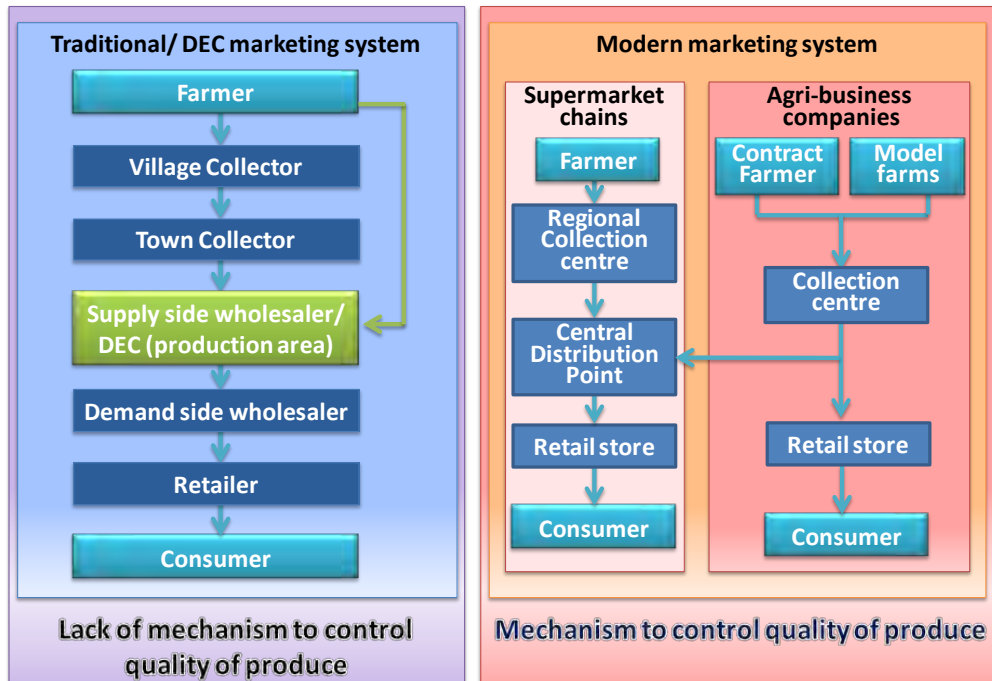 Traditional/ DEC marketing system
Farmer
Village Collector
Town Collector
Supply side wholesaler/
DEC (production area)
Demand side wholesaler
Retailer
Consumer
Lack of mechanism to control
quality of produce
Modern marketing system
Supermarket
chains
Farmer
Regional
Collection
centre
Central
Distribution
Point
Retail store
Consumer
Agri-business
companies
Contract
Farmer
Model
farms
Collection
centre
Retail store
Consumer
Mechanism to control quality of produce